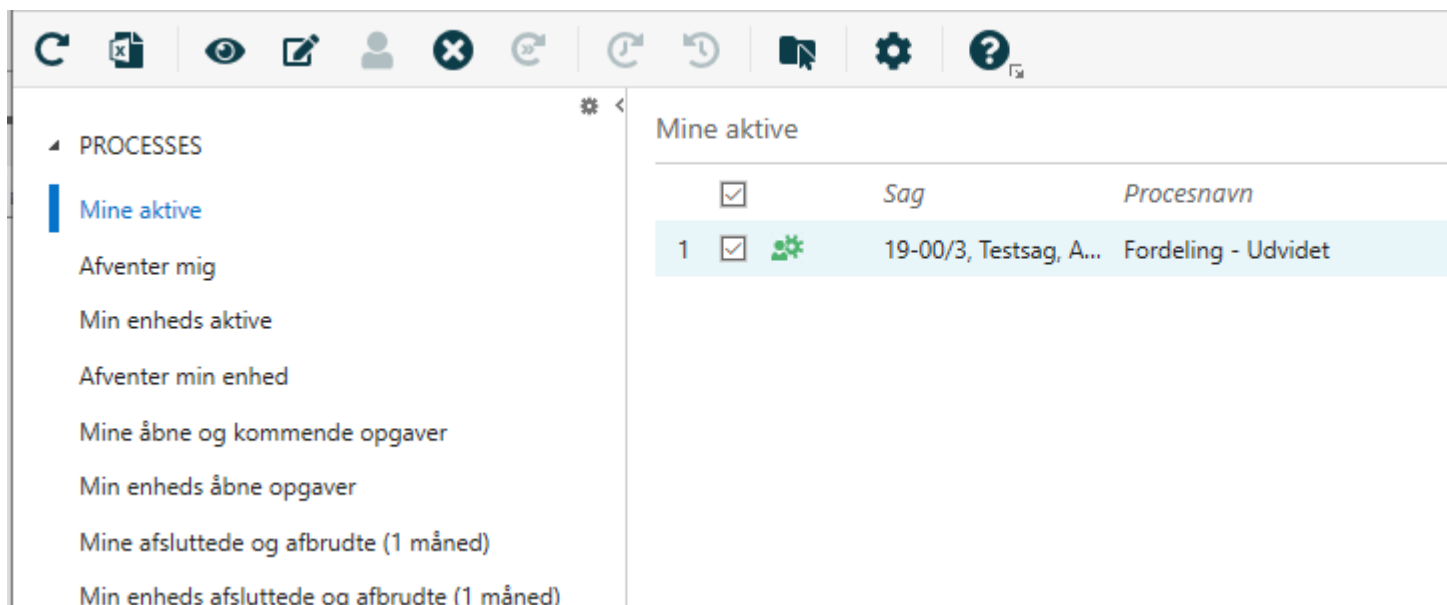 PROCESSES
Mine aktive
Afventer mig
Min enheds aktive
Afventer min enhed
Mine åbne og kommende opgaver
Min enheds åbne opgaver
Mine afsluttede og afbrudte (1 måned)
Min enheds afsluttede og afbrudte (1 måned)
Mine aktive
Sag Procesnavn
1 19-00/3, Testsag, A... Fordeling - Udvidet